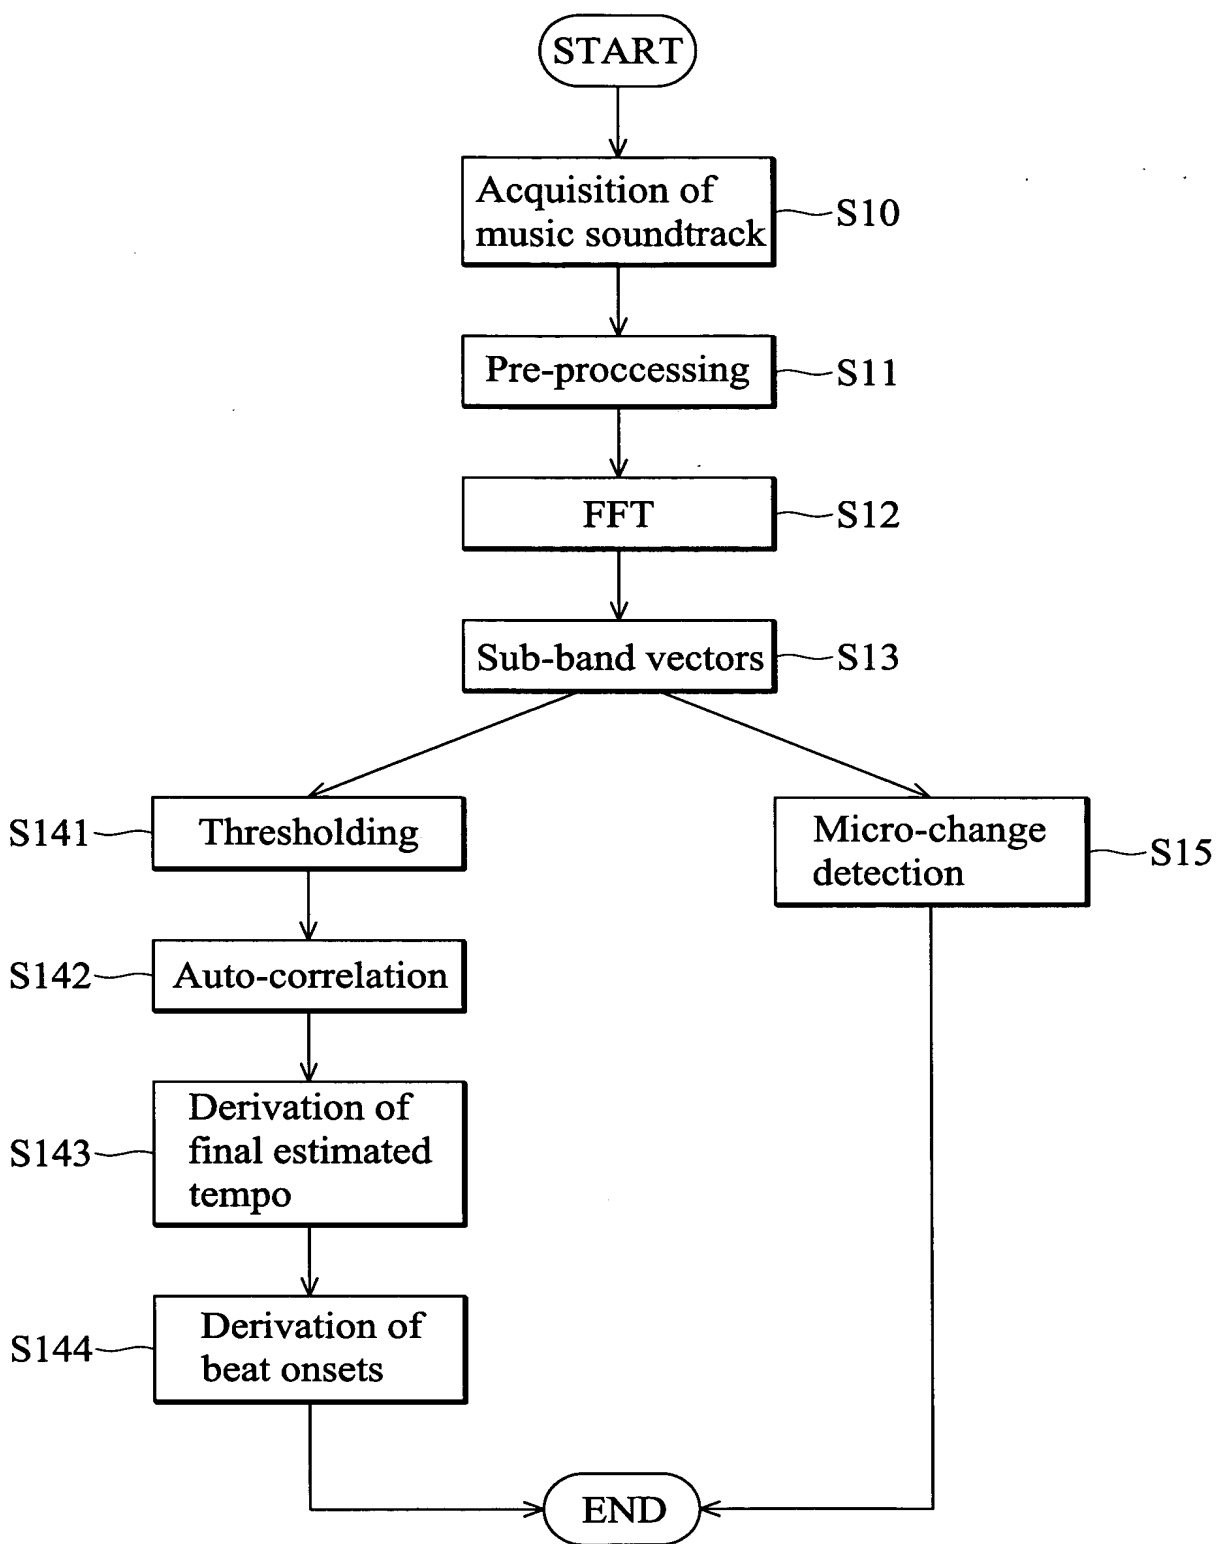 START
Acquisition of
music soundtrack
S10
Pre-proccessing
S11
FFT
S12
Sub-band vectors
S13
S141
Thresholding
Micro-change
detection
S15
S142
Auto-correlation
S143
Derivation of
final estimated
tempo
S144
Derivation of
beat onsets
END